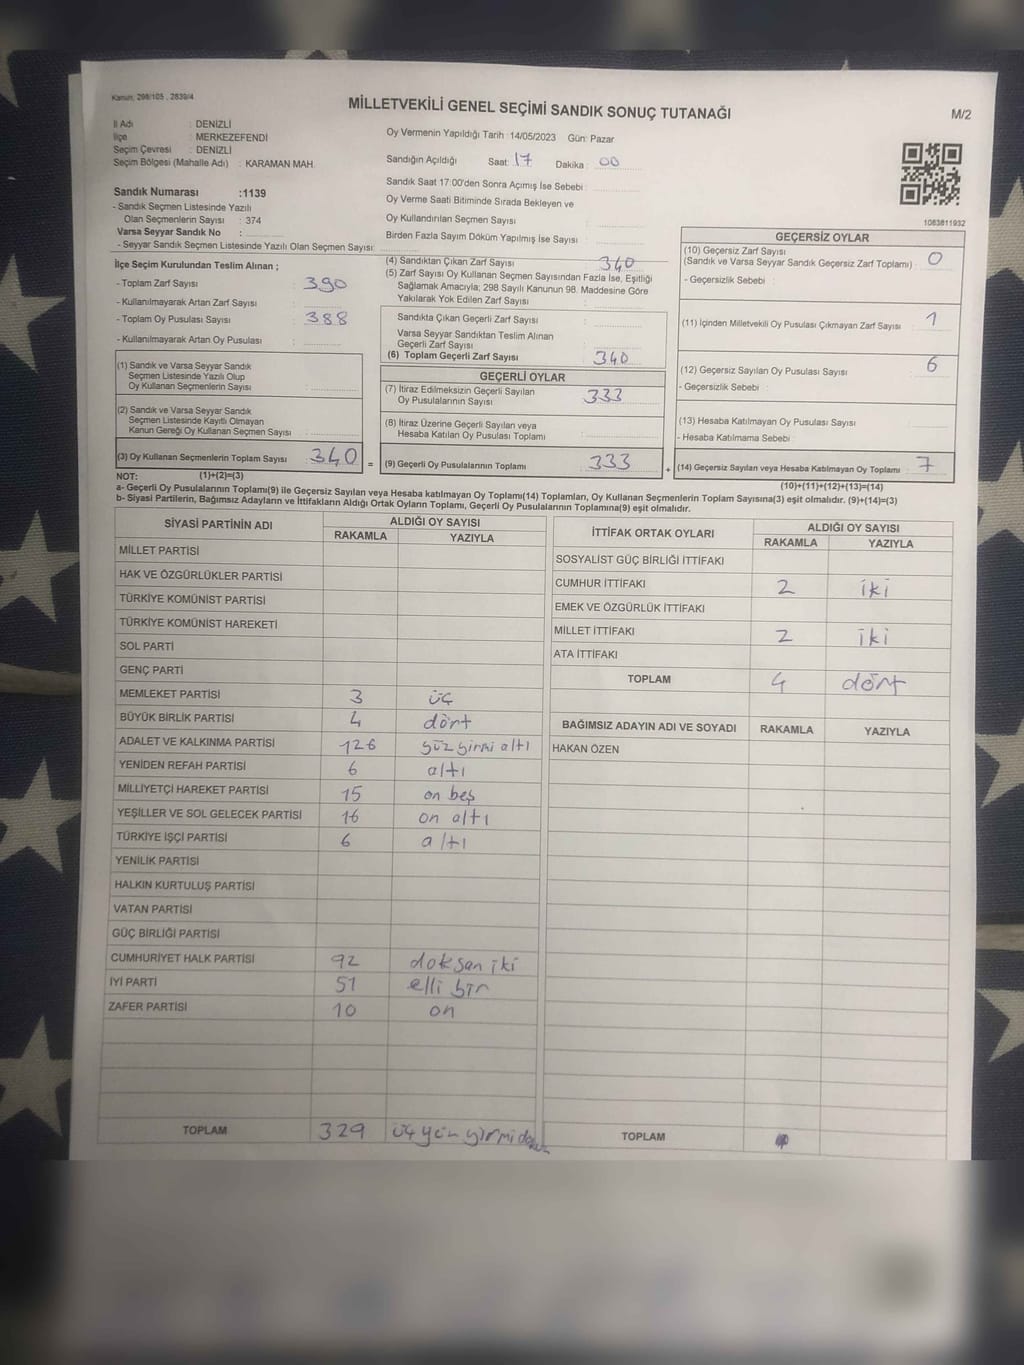 Kanun: 298/105 , 2839/4
MİLLETVEKİLİ GENEL SEÇİMİ SANDIK SONUÇ TUTANAĞI
M/2
İl Adı : DENİZLİ
İlçe : MERKEZEFENDİ
Seçim Çevresi : DENİZLİ
Seçim Bölgesi (Mahalle Adı) : KARAMAN MAH.
Oy Vermenin Yapıldığı Tarih : 14/05/2023 Gün: Pazar
Sandığın Açıldığı Saat: 17 Dakika : 00
Sandık Saat 17:00'den Sonra Açımış İse Sebebi :
Oy Verme Saati Bitiminde Sırada Bekleyen ve
Oy Kullandırılan Seçmen Sayısı :
Birden Fazla Sayım Döküm Yapılmış İse Sayısı :
1063811932
Sandık Numarası :1139
- Sandık Seçmen Listesinde Yazılı
Olan Seçmenlerin Sayısı : 374
Varsa Seyyar Sandık No :
- Seyyar Sandık Seçmen Listesinde Yazılı Olan Seçmen Sayısı:
İlçe Seçim Kurulundan Teslim Alınan ;
- Toplam Zarf Sayısı : 390
- Kullanılmayarak Artan Zarf Sayısı :
- Toplam Oy Pusulası Sayısı : 388
- Kullanılmayarak Artan Oy Pusulası :
(1) Sandık ve Varsa Seyyar Sandık
Seçmen Listesinde Yazılı Olup
Oy Kullanan Seçmenlerin Sayısı :
(2) Sandık ve Varsa Seyyar Sandık
Seçmen Listesinde Kayıtlı Olmayan
Kanun Gereği Oy Kullanan Seçmen Sayısı :
(3) Oy Kullanan Seçmenlerin Toplam Sayısı : 340 =
(4) Sandıktan Çıkan Zarf Sayısı : 340
(5) Zarf Sayısı Oy Kullanan Seçmen Sayısından Fazla İse, Eşitliği
Sağlamak Amacıyla; 298 Sayılı Kanunun 98. Maddesine Göre
Yakılarak Yok Edilen Zarf Sayısı :
Sandıkta Çıkan Geçerli Zarf Sayısı :
Varsa Seyyar Sandıktan Teslim Alınan
Geçerli Zarf Sayısı :
(6) Toplam Geçerli Zarf Sayısı : 340
GEÇERLİ OYLAR
(7) İtiraz Edilmeksizin Geçerli Sayılan
Oy Pusulalarının Sayısı : 333
(8) İtiraz Üzerine Geçerli Sayılan veya
Hesaba Katılan Oy Pusulası Toplamı :
(9) Geçerli Oy Pusulalarının Toplamı : 333 +
GEÇERSİZ OYLAR
(10) Geçersiz Zarf Sayısı
(Sandık ve Varsa Seyyar Sandık Geçersiz Zarf Toplamı) : 0
- Geçersizlik Sebebi :
(11) İçinden Milletvekili Oy Pusulası Çıkmayan Zarf Sayısı : 1
(12) Geçersiz Sayılan Oy Pusulası Sayısı : 6
- Geçersizlik Sebebi :
(13) Hesaba Katılmayan Oy Pusulası Sayısı :
- Hesaba Katılmama Sebebi :
(14) Geçersiz Sayılan veya Hesaba Katılmayan Oy Toplamı : 7
NOT: (1)+(2)=(3) (10)+(11)+(12)+(13)=(14)
a- Geçerli Oy Pusulaları Toplamı(9) ile Geçersiz Sayılan veya Hesaba katılmayan Oy Toplamı(14) Toplamları, Oy Kullanan Seçmenlerin Toplam Sayısına(3) eşit olmalıdır. (9)+(14)=(3)
b- Siyasi Partilerin, Bağımsız Adayların ve İttifakların Aldığı Ortak Oyların Toplamı, Geçerli Oy Pusulalarının Toplamına(9) eşit olmalıdır.
SİYASİ PARTİNİN ADI ALDIĞI OY SAYISI
RAKAMLA YAZIYLA
MİLLET PARTİSİ
HAK VE ÖZGÜRLÜKLER PARTİSİ
TÜRKİYE KOMÜNİST PARTİSİ
TÜRKİYE KOMÜNİST HAREKETİ
SOL PARTİ
GENÇ PARTİ
MEMLEKET PARTİSİ 3 üç
BÜYÜK BİRLİK PARTİSİ 4 dört
ADALET VE KALKINMA PARTİSİ 126 yüz yirmi altı
YENİDEN REFAH PARTİSİ 6 altı
MİLLİYETÇİ HAREKET PARTİSİ 15 on beş
YEŞİLLER VE SOL GELECEK PARTİSİ 16 on altı
TÜRKİYE İŞÇİ PARTİSİ 6 altı
YENİLİK PARTİSİ
HALKIN KURTULUŞ PARTİSİ
VATAN PARTİSİ
GÜÇ BİRLİĞİ PARTİSİ
CUMHURİYET HALK PARTİSİ 92 doksan iki
İYİ PARTİ 51 elli bir
ZAFER PARTİSİ 10 on
TOPLAM 329 üç yüz yirmi dokuz
İTTİFAK ORTAK OYLARI ALDIĞI OY SAYISI
RAKAMLA YAZIYLA
SOSYALİST GÜÇ BİRLİĞİ İTTİFAKI
CUMHUR İTTİFAKI 2 iki
EMEK VE ÖZGÜRLÜK İTTİFAKI
MİLLET İTTİFAKI 2 iki
ATA İTTİFAKI
TOPLAM 4 dört
BAĞIMSIZ ADAYIN ADI VE SOYADI RAKAMLA YAZIYLA
HAKAN ÖZEN
TOPLAM